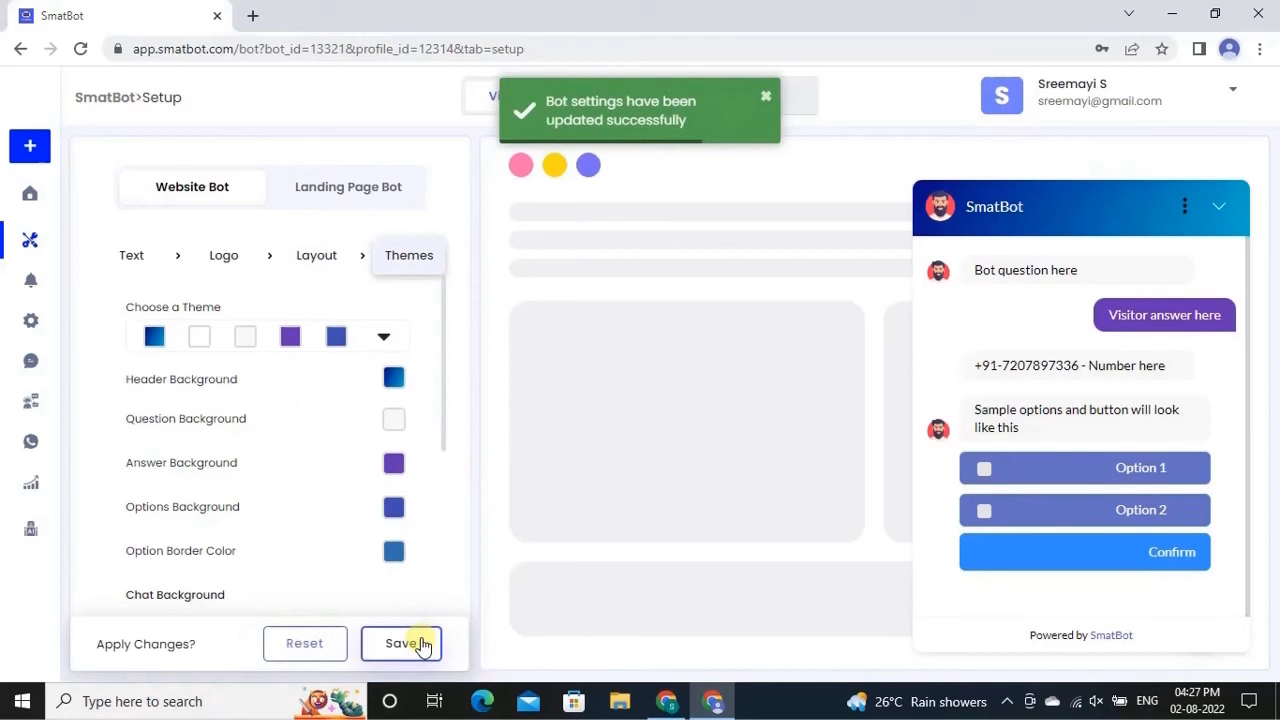 SmatBot
app.smatbot.com/bot?bot_id=13321&profile_id=12314&tab=setup
SmatBot>Setup
Vi
Bot settings have been
updated successfully
S
Sreemayi S
sreemayi@gmail.com
Website Bot
Landing Page Bot
Text
Logo
Layout
Themes
Choose a Theme
Header Background
Question Background
Answer Background
Options Background
Option Border Color
Chat Background
Apply Changes?
Reset
Save
SmatBot
Bot question here
Visitor answer here
+91-7207897336 - Number here
Sample options and button will look
like this
Option 1
Option 2
Confirm
Powered by SmatBot
Type here to search
26°C Rain showers
ENG
04:27 PM
02-08-2022